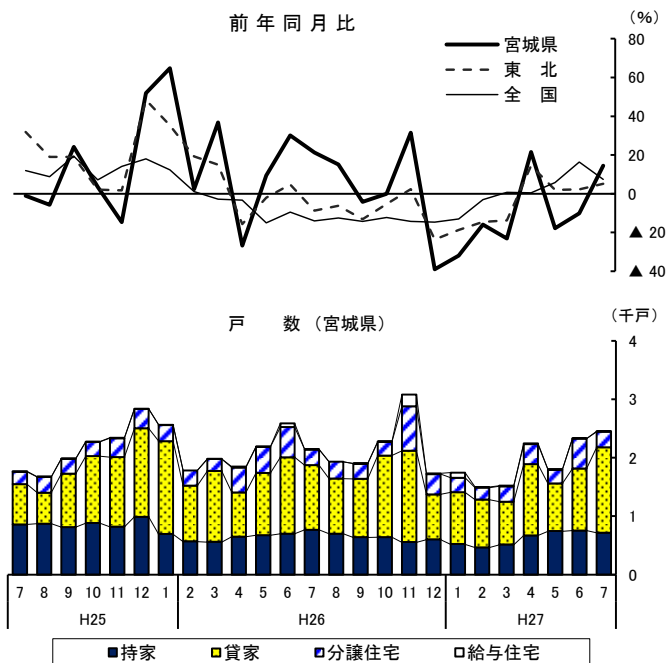 前年同月比
(%)
宮城県
東 北
全 国
80
60
40
20
0
▲ 20
▲ 40
戸 数 (宮城県)
(千戸)
4
3
2
1
0
7 8 9 10 11 12 1 2 3 4 5 6 7 8 9 10 11 12 1 2 3 4 5 6 7
H25 H26 H27
持家 貸家 分譲住宅 給与住宅